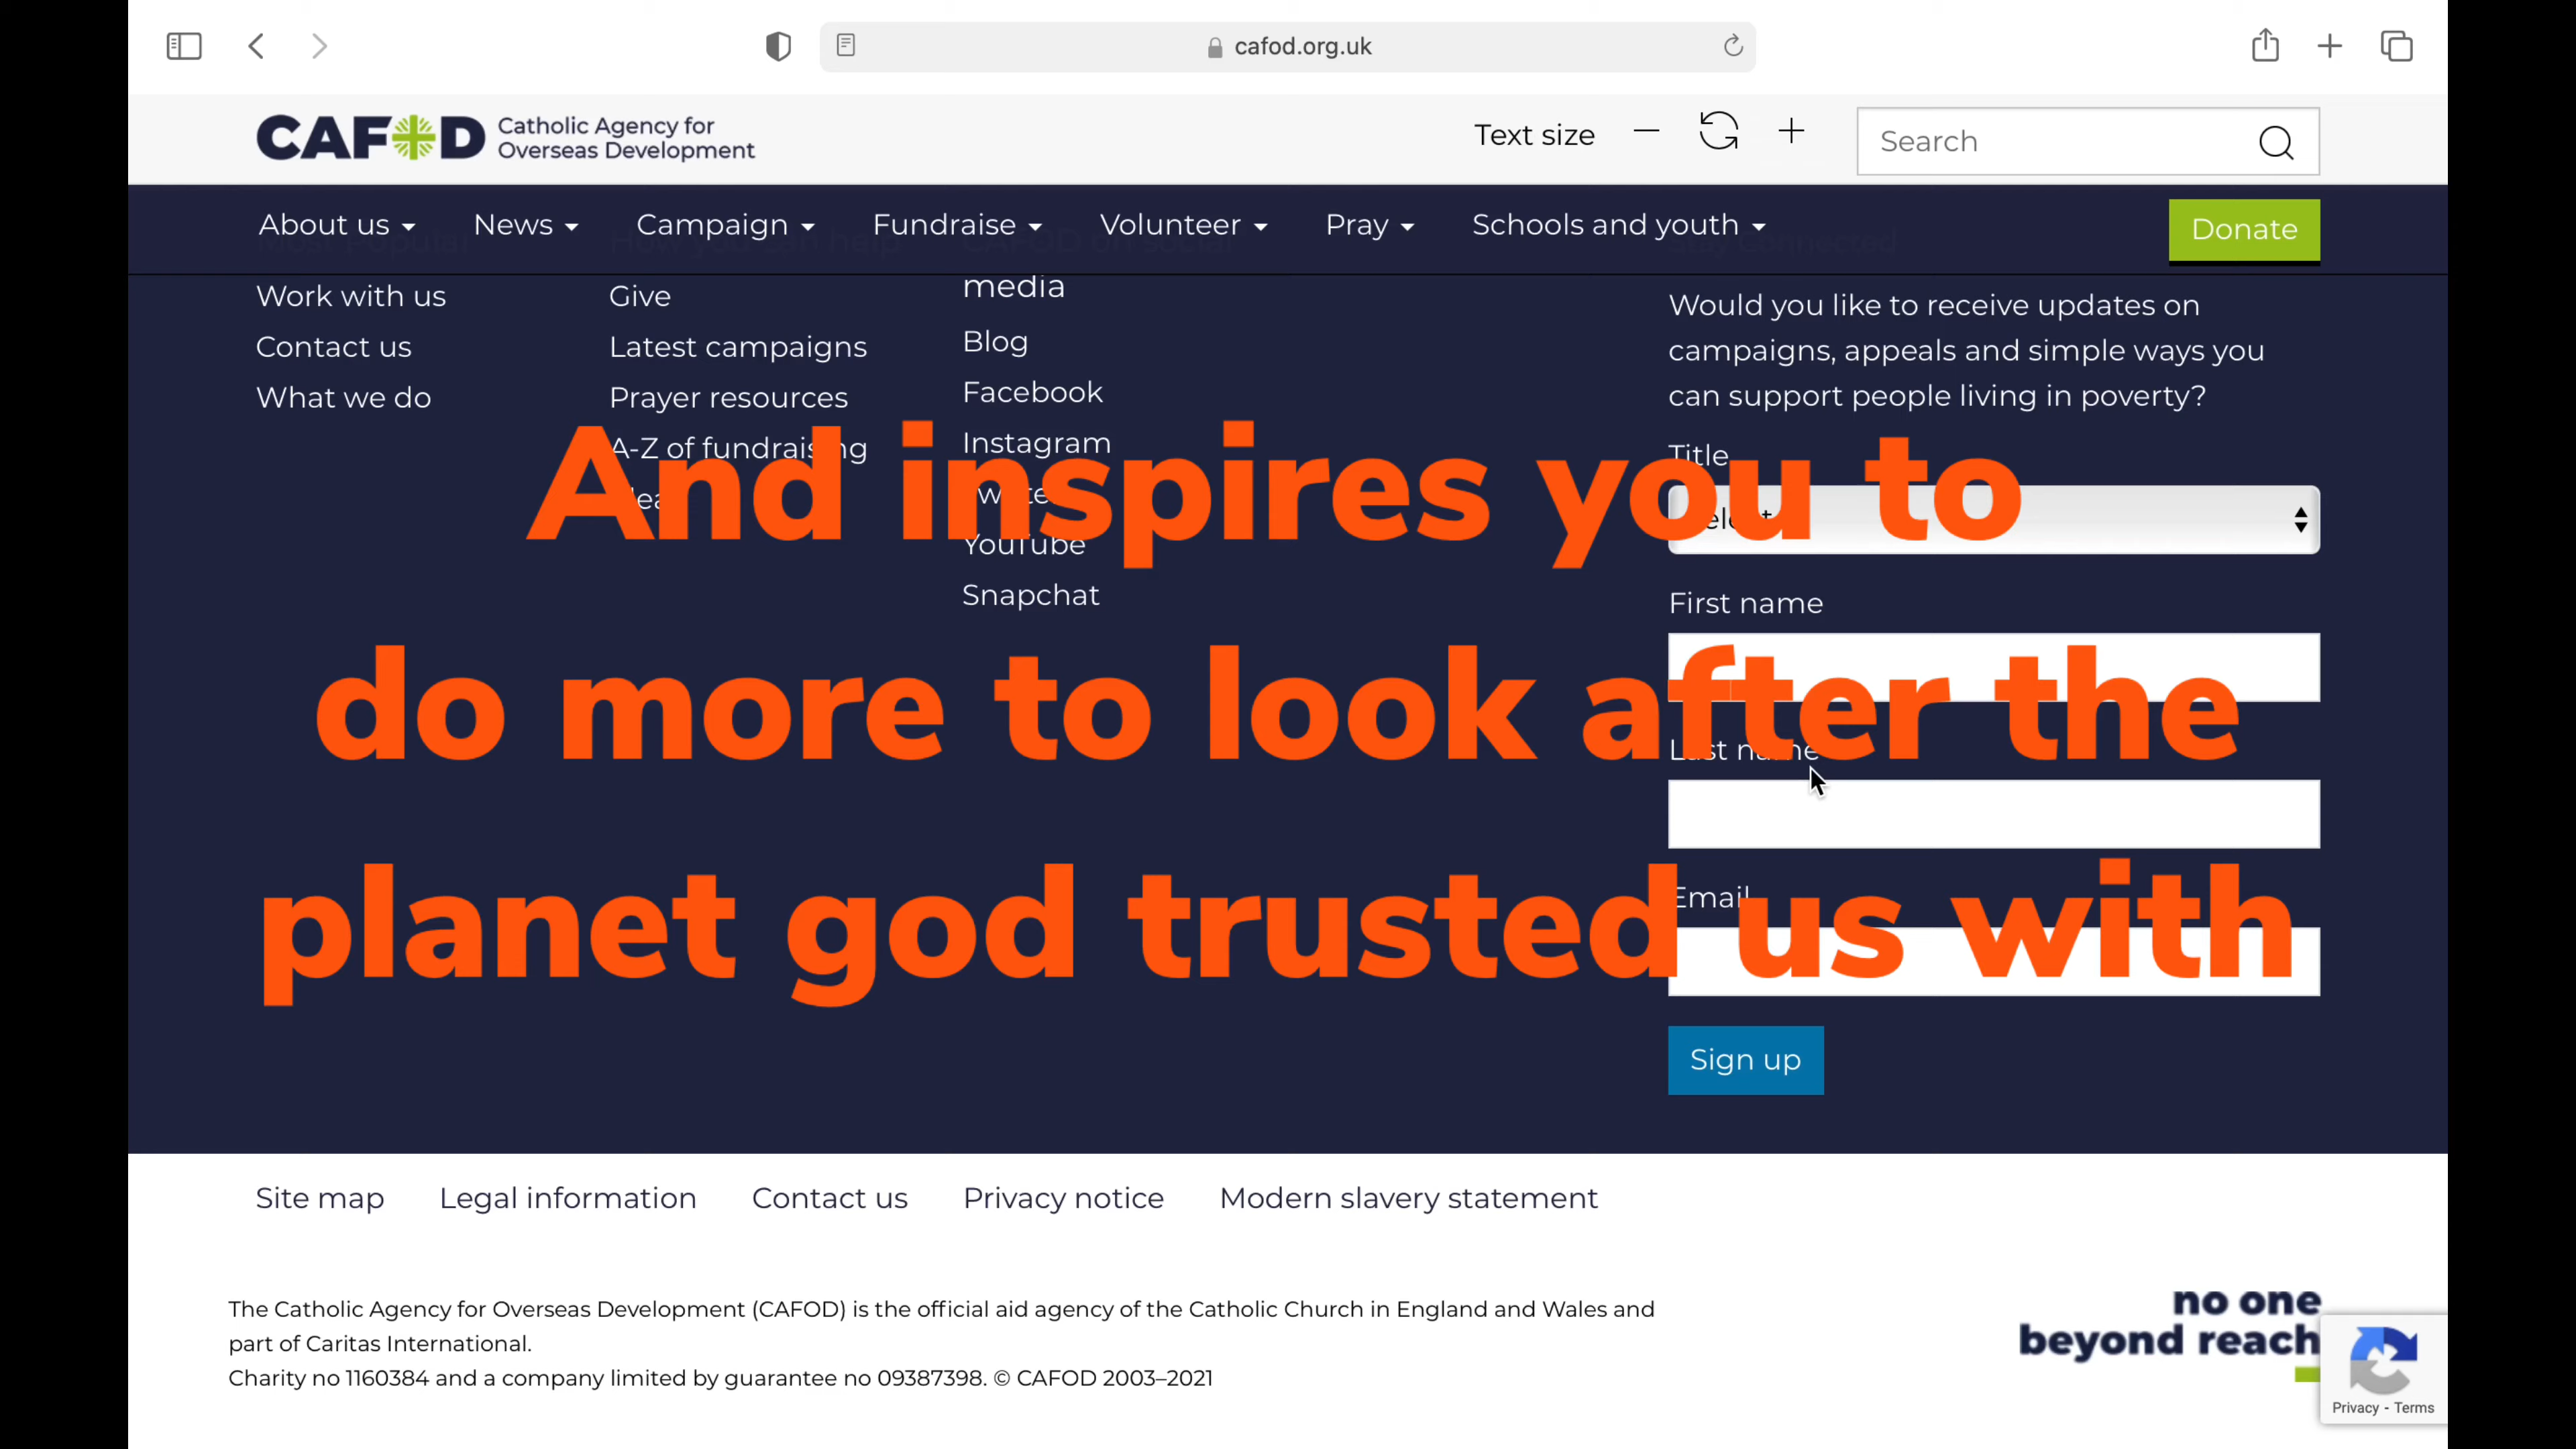 cafod.org.uk
CAFOD
Catholic Agency for
Overseas Development
Text size
Search
About us
News
Campaign
Fundraise
Volunteer
Pray
Schools and youth
Donate
Work with us
Contact us
What we do
Give
Latest campaigns
Prayer resources
A-Z of fundraising
media
Blog
Facebook
Instagram
YouTube
Snapchat
Would you like to receive updates on
campaigns, appeals and simple ways you
can support people living in poverty?
Title
First name
Last name
Email
Sign up
And inspires you to
do more to look after the
planet god trusted us with
Site map
Legal information
Contact us
Privacy notice
Modern slavery statement
The Catholic Agency for Overseas Development (CAFOD) is the official aid agency of the Catholic Church in England and Wales and
part of Caritas International.
Charity no 1160384 and a company limited by guarantee no 09387398. © CAFOD 2003–2021
no one
beyond reach
Privacy - Terms